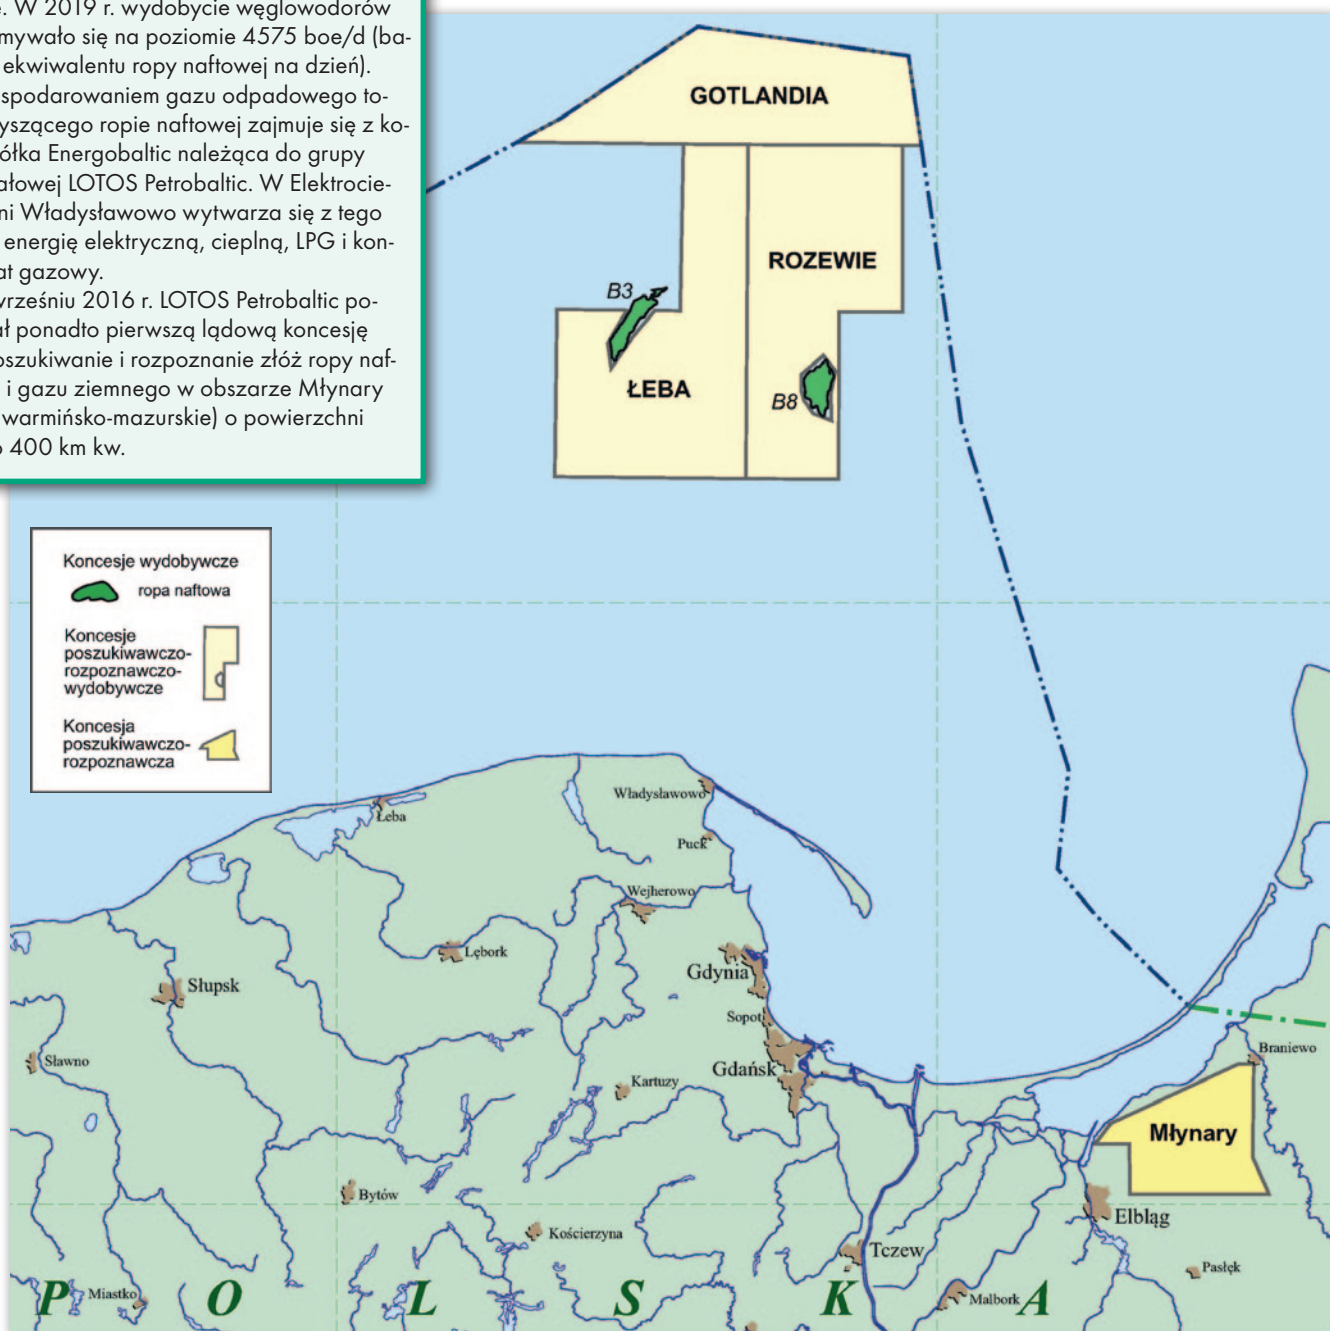 e. W 2019 r. wydobycie węglowodorów
mywało się na poziomie 4575 boe/d (ba-
ekwiwalentu ropy naftowej na dzień).
spodarowaniem gazu odpadowego to-
yszącego ropie naftowej zajmuje się z ko-
ółka Energobaltic należąca do grupy
ałowej LOTOS Petrobaltic. W Elektrocie-
ni Władysławowo wytwarza się z tego
energię elektryczną, cieplną, LPG i kon-
at gazowy.
wrześniu 2016 r. LOTOS Petrobaltic po-
ał ponadto pierwszą lądową koncesję
oszukiwanie i rozpoznanie złóż ropy naf-
i gazu ziemnego w obszarze Młynary
warmińsko-mazurskie) o powierzchni
o 400 km kw.
GOTLANDIA
ROZEWIE
B3
ŁEBA
B8
Koncesje wydobywcze
ropa naftowa
Koncesje
poszukiwawczo-
rozpoznawczo-
wydobywcze
Koncesja
poszukiwawczo-
rozpoznawcza
Władysławowo
Łeba
Puck
Wejherowo
Lębork
Gdynia
Słupsk
Sopot
Braniewo
Sławno
Gdańsk
Kartuzy
Młynary
Bytów
Elbląg
Kościerzyna
Tczew
Pasłęk
Miastko
Malbork
P O L S K A